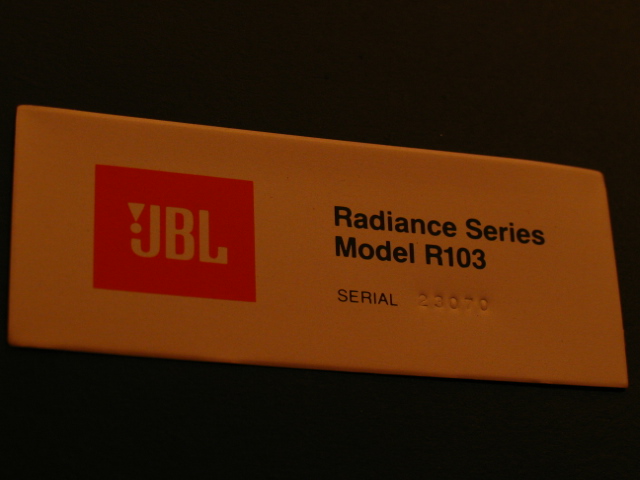 JBL
Radiance Series
Model R103
SERIAL 23070